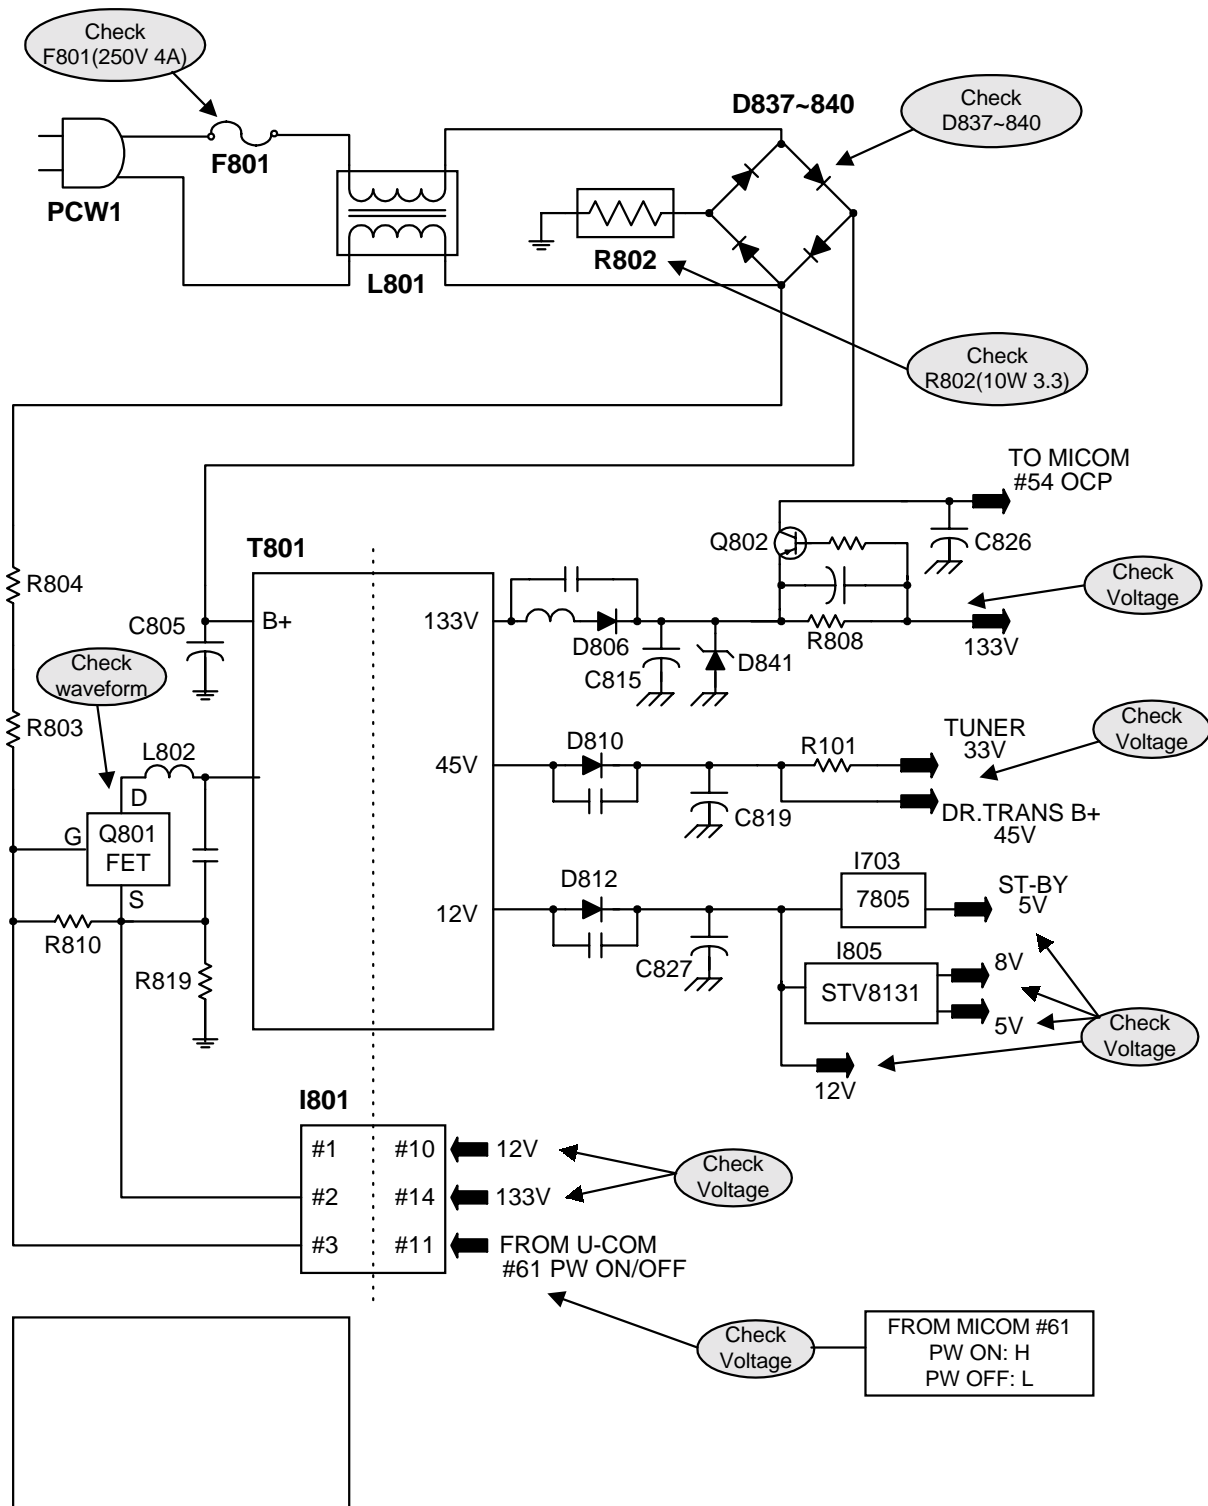 Check
F801(250V 4A)
D837~840
Check
D837~840
F801
PCW1
R802
L801
Check
R802(10W 3.3)
TO MICOM
#54 OCP
T801
Q802
C826
R804
Check
Voltage
C805
B+
133V
D806
R808
133V
C815
D841
Check
waveform
R803
L802
D810
R101
TUNER
33V
Check
Voltage
45V
D
C819
DR.TRANS B+
45V
G
Q801
FET
I703
7805
D812
ST-BY
5V
S
12V
R810
I805
C827
8V
R819
STV8131
5V
Check
Voltage
12V
I801
#1
#10
12V
Check
Voltage
#2
#14
133V
#3
#11
FROM U-COM
#61 PW ON/OFF
Check
Voltage
FROM MICOM #61
PW ON: H
PW OFF: L